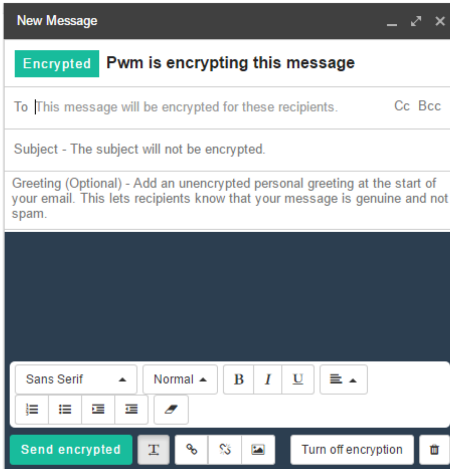 New Message
Encrypted Pwm is encrypting this message
To This message will be encrypted for these recipients. Cc Bcc
Subject - The subject will not be encrypted.
Greeting (Optional) - Add an unencrypted personal greeting at the start of
your email. This lets recipients know that your message is genuine and not
spam.
Sans Serif Normal B I U
Send encrypted T Turn off encryption